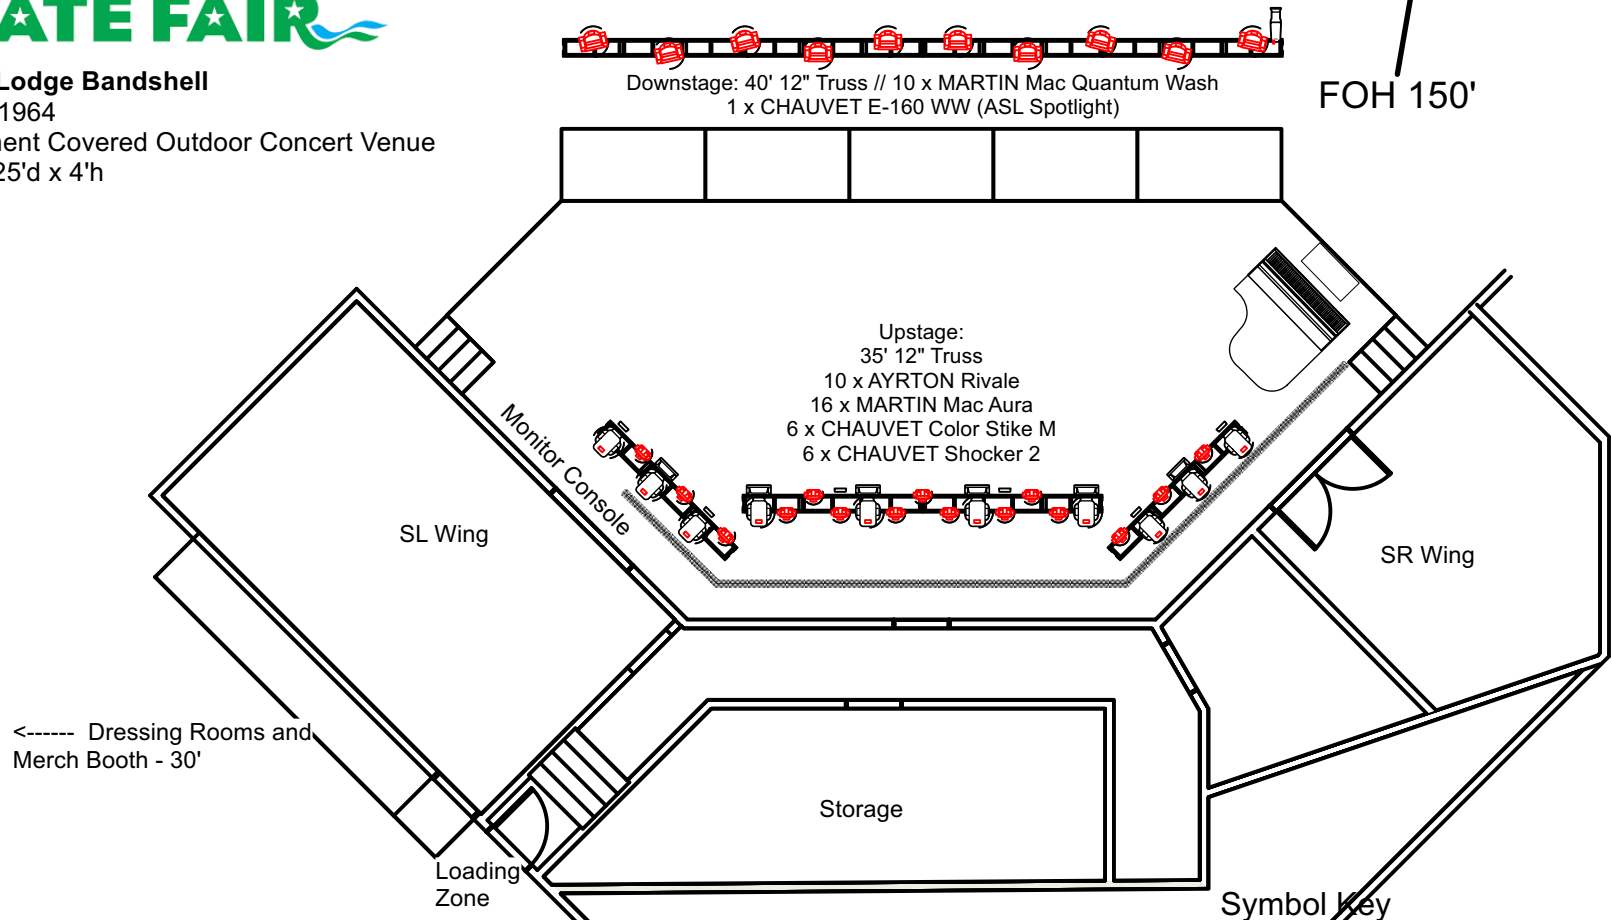 ATE FAIR
Lodge Bandshell
1964
ent Covered Outdoor Concert Venue
25'd x 4'h
Downstage: 40' 12" Truss // 10 x MARTIN Mac Quantum Wash
1 x CHAUVET E-160 WW (ASL Spotlight)
FOH 150'
Upstage:
35' 12" Truss
10 x AYRTON Rivale
16 x MARTIN Mac Aura
6 x CHAUVET Color Stike M
6 x CHAUVET Shocker 2
Monitor Console
SL Wing
SR Wing
<------ Dressing Rooms and
Merch Booth - 30'
Storage
Loading
Zone
Symbol Key